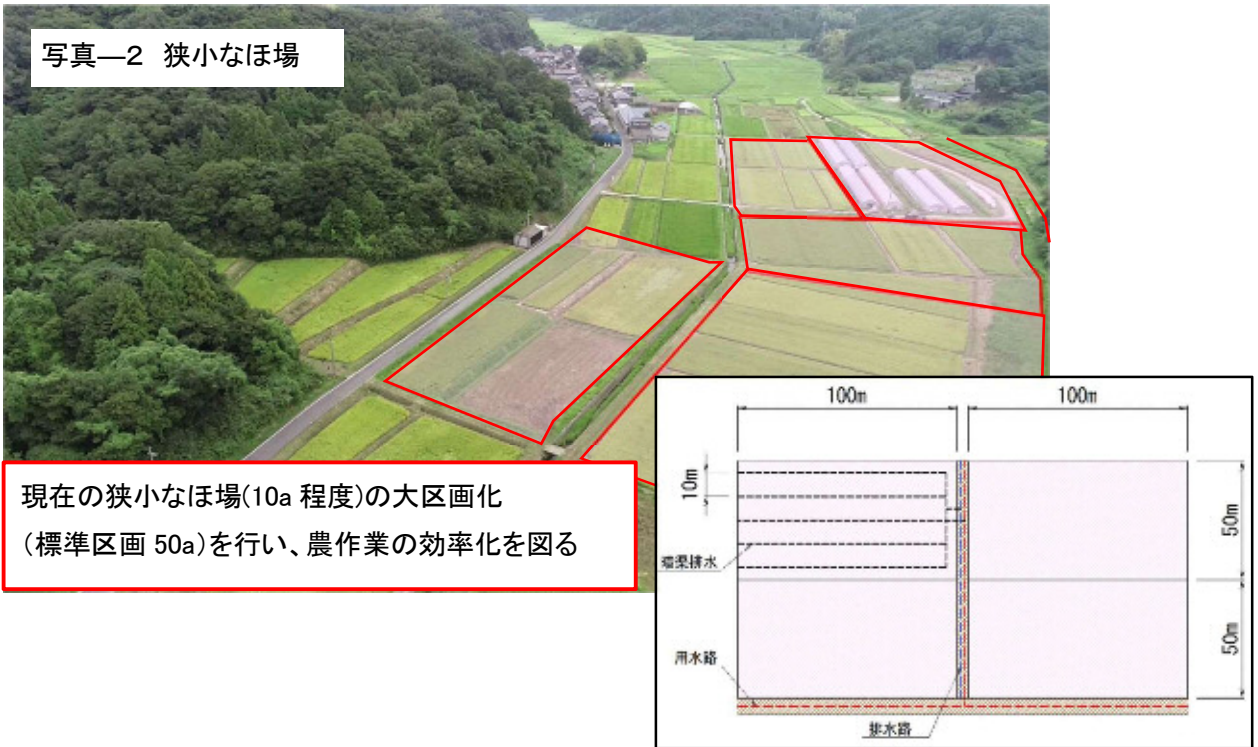 写真―2 狭小なほ場
現在の狭小なほ場(10a 程度)の大区画化
(標準区画 50a)を行い、農作業の効率化を図る
100m
100m
10m
50m
暗渠排水
50m
用水路
排水路